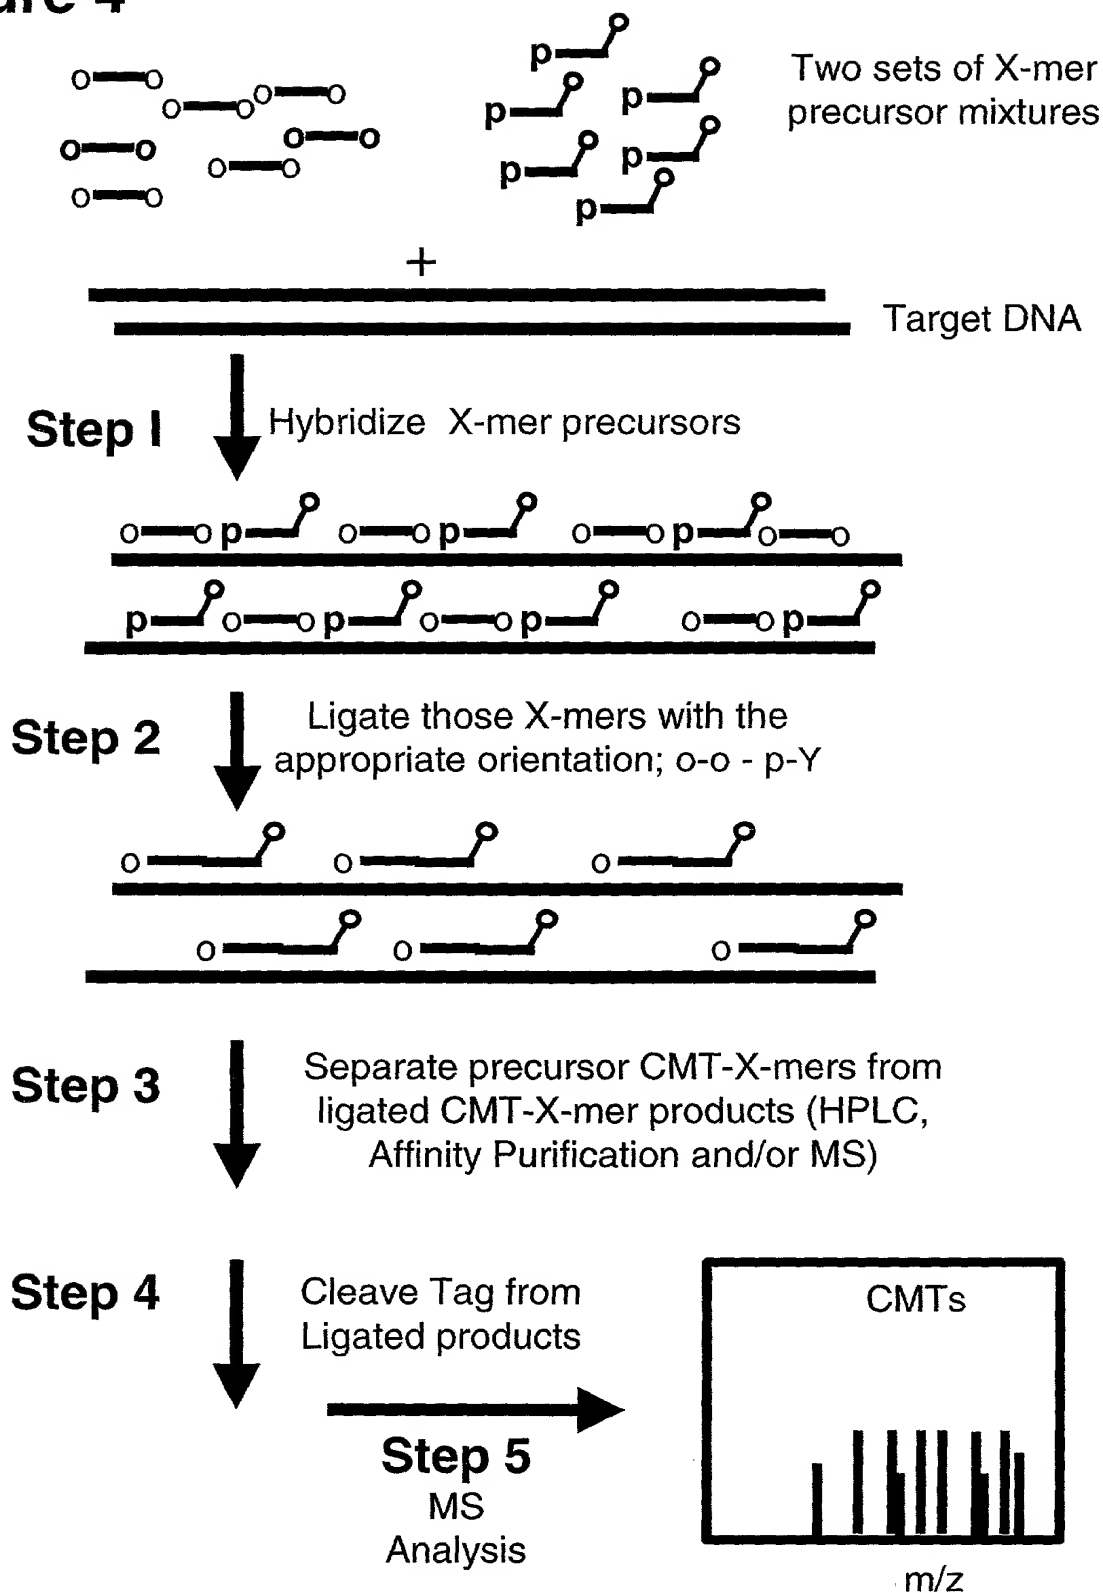 Two sets of X-mer
precursor mixtures
p
p
p
p
p
p
+
Target DNA
Step I
Hybridize X-mer precursors
p
p
p
p
p
p
p
Step 2
Ligate those X-mers with the
appropriate orientation; o-o - p-Y
Step 3
Separate precursor CMT-X-mers from
ligated CMT-X-mer products (HPLC,
Affinity Purification and/or MS)
Step 4
Cleave Tag from
Ligated products
CMTs
Step 5
MS
Analysis
m/z